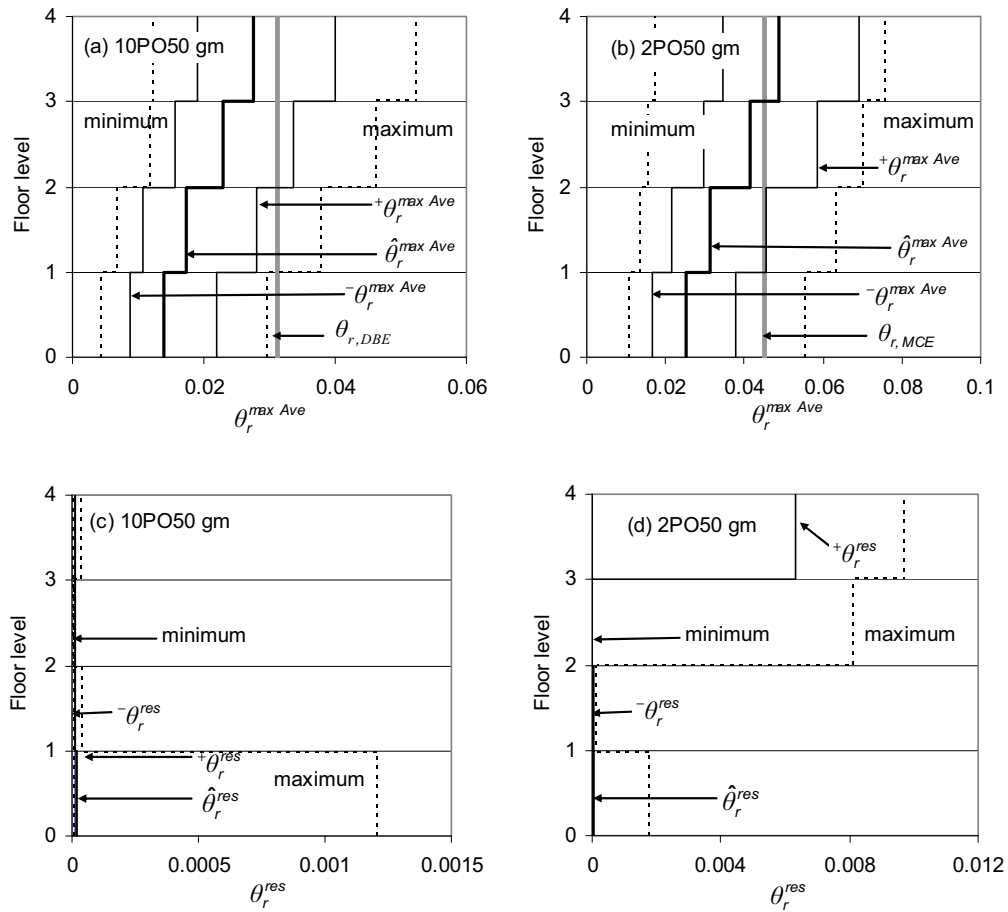 (a) 10PO50 gm
minimum
maximum
⁺θᵣ^max Ave
θ̂ᵣ^max Ave
⁻θᵣ^max Ave
θ_r,DBE
Floor level
4
3
2
1
0
0 0.02 0.04 0.06
θᵣ^max Ave
(b) 2PO50 gm
minimum
maximum
⁺θᵣ^max Ave
θ̂ᵣ^max Ave
⁻θᵣ^max Ave
θ_r,MCE
Floor level
4
3
2
1
0
0 0.02 0.04 0.06 0.08 0.1
θᵣ^max Ave
(c) 10PO50 gm
minimum
⁻θᵣ^res
⁺θᵣ^res
maximum
θ̂ᵣ^res
Floor level
4
3
2
1
0
0 0.0005 0.001 0.0015
θᵣ^res
(d) 2PO50 gm
⁺θᵣ^res
minimum
maximum
⁻θᵣ^res
θ̂ᵣ^res
Floor level
4
3
2
1
0
0 0.004 0.008 0.012
θᵣ^res